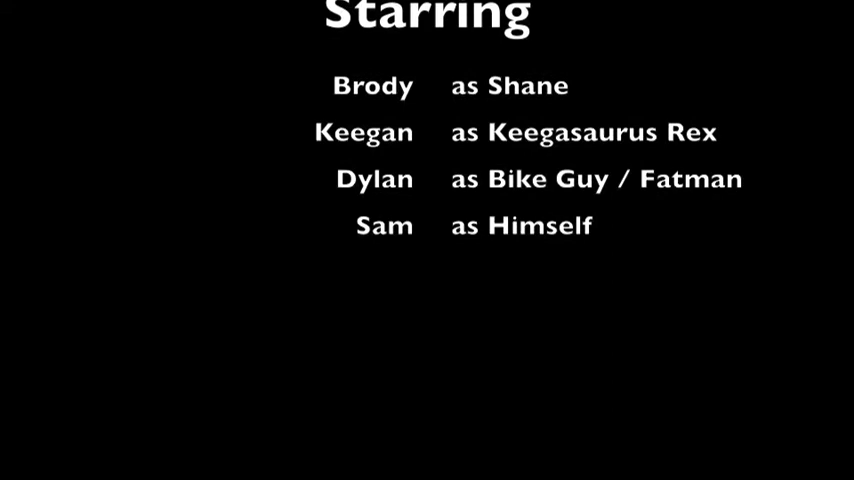 Starring
Brody as Shane
Keegan as Keegasaurus Rex
Dylan as Bike Guy / Fatman
Sam as Himself